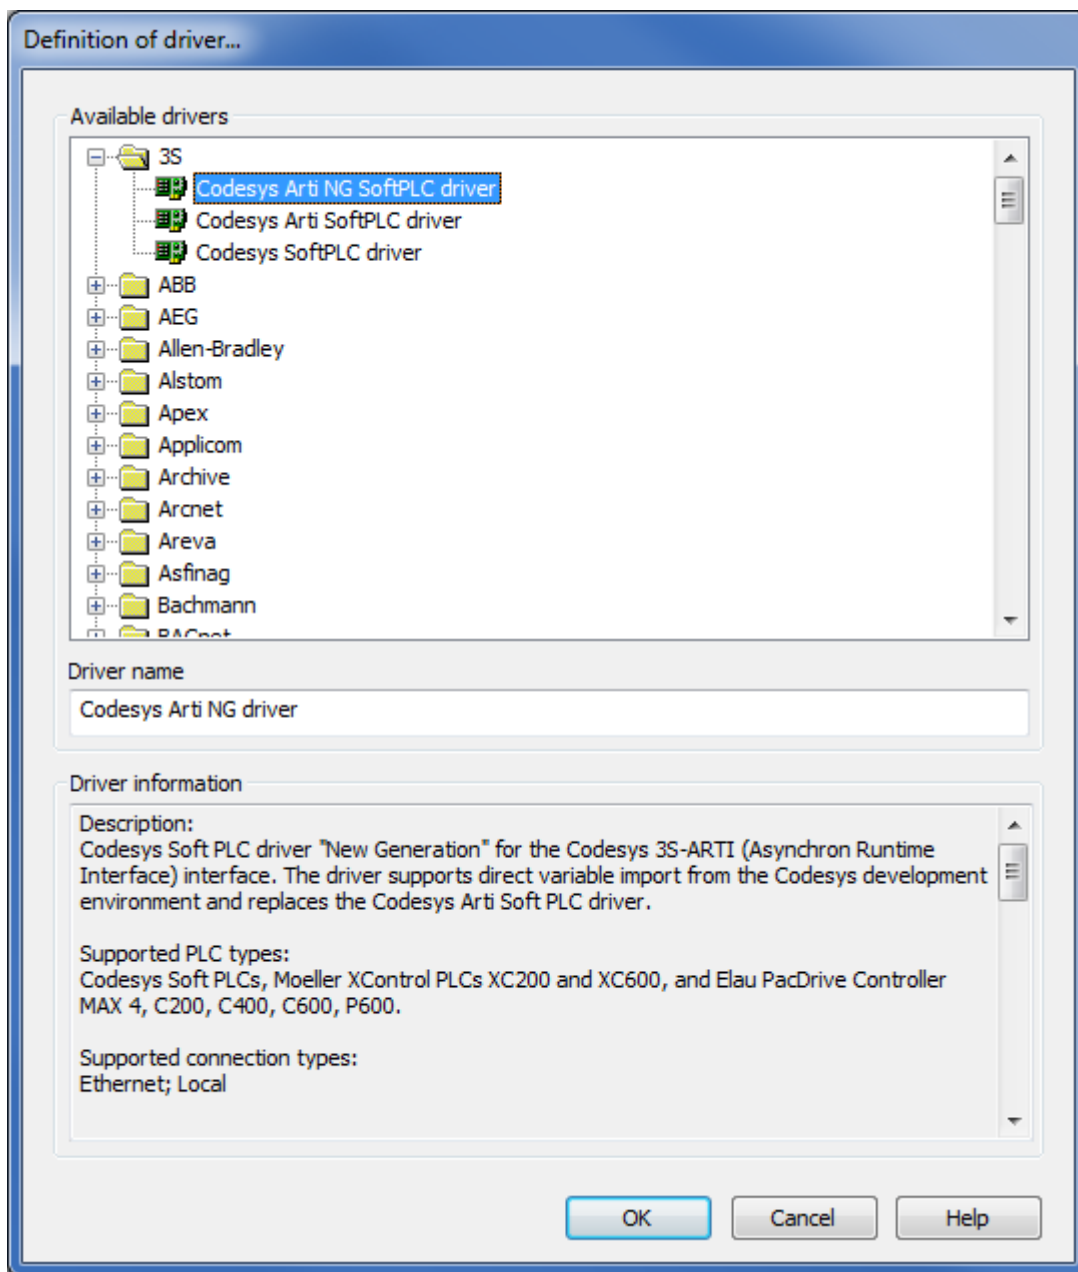 Definition of driver...
Available drivers
3S
Codesys Arti NG SoftPLC driver
Codesys Arti SoftPLC driver
Codesys SoftPLC driver
ABB
AEG
Allen-Bradley
Alstom
Apex
Applicom
Archive
Arcnet
Areva
Asfinag
Bachmann
BACnet
Driver name
Codesys Arti NG driver
Driver information
Description:
Codesys Soft PLC driver "New Generation" for the Codesys 3S-ARTI (Asynchron Runtime
Interface) interface. The driver supports direct variable import from the Codesys development
environment and replaces the Codesys Arti Soft PLC driver.
Supported PLC types:
Codesys Soft PLCs, Moeller XControl PLCs XC200 and XC600, and Elau PacDrive Controller
MAX 4, C200, C400, C600, P600.
Supported connection types:
Ethernet; Local
OK
Cancel
Help